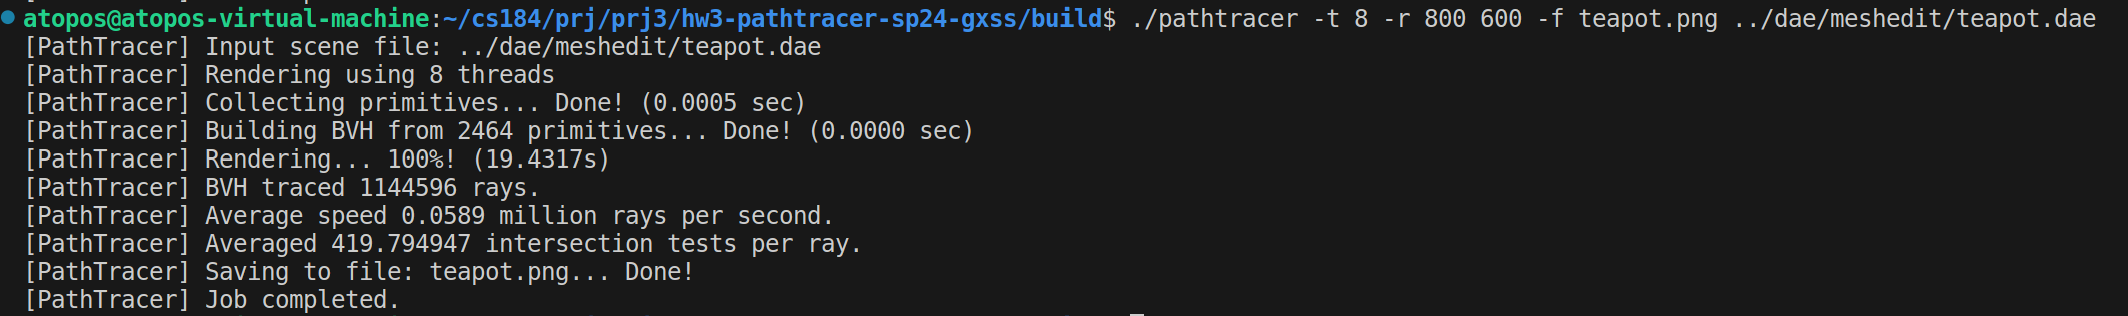 atopos@atopos-virtual-machine:~/cs184/prj/prj3/hw3-pathtracer-sp24-gxss/build$ ./pathtracer -t 8 -r 800 600 -f teapot.png ../dae/meshedit/teapot.dae
[PathTracer] Input scene file: ../dae/meshedit/teapot.dae
[PathTracer] Rendering using 8 threads
[PathTracer] Collecting primitives... Done! (0.0005 sec)
[PathTracer] Building BVH from 2464 primitives... Done! (0.0000 sec)
[PathTracer] Rendering... 100%! (19.4317s)
[PathTracer] BVH traced 1144596 rays.
[PathTracer] Average speed 0.0589 million rays per second.
[PathTracer] Averaged 419.794947 intersection tests per ray.
[PathTracer] Saving to file: teapot.png... Done!
[PathTracer] Job completed.